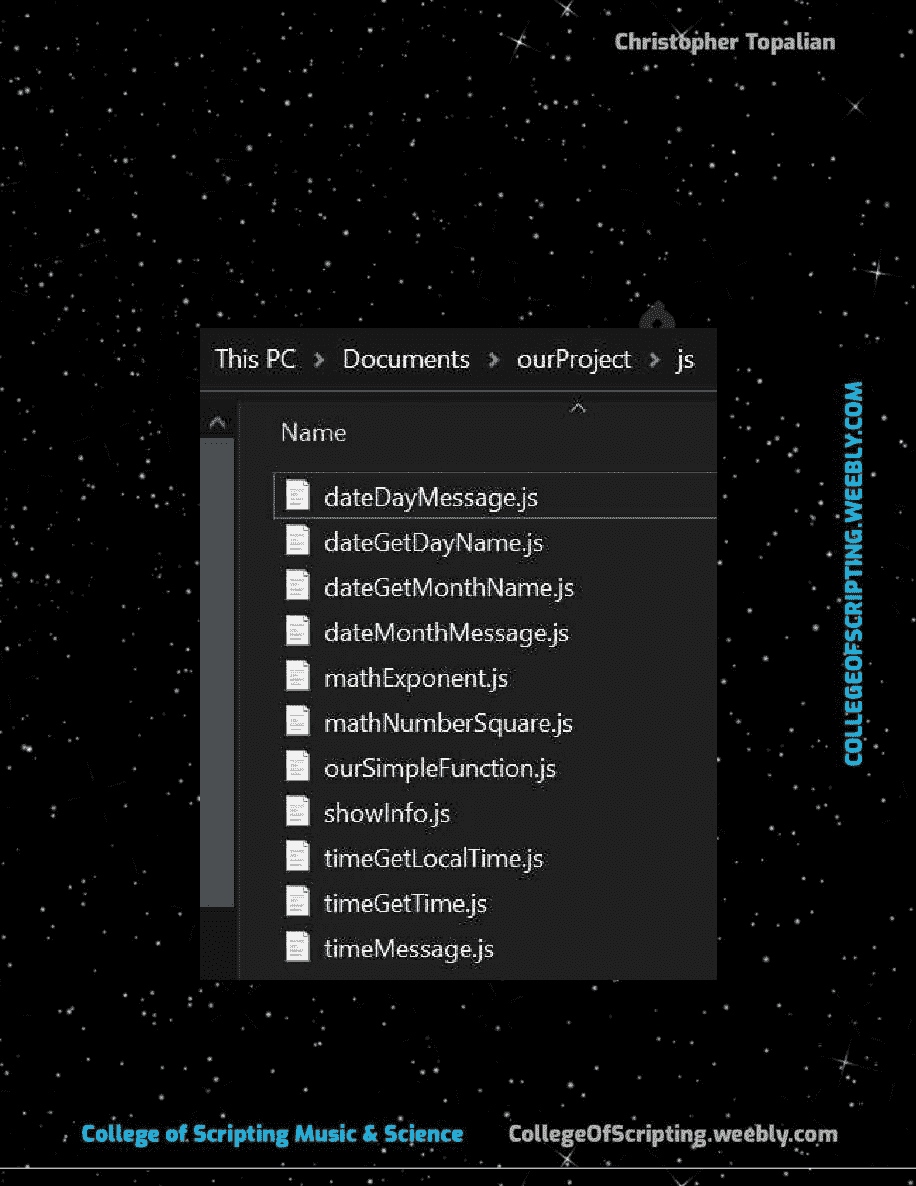 Christopher Topalian
This PC > Documents > ourProject > js
Name
dateDayMessage.js
dateGetDayName.js
dateGetMonthName.js
dateMonthMessage.js
mathExponent.js
mathNumberSquare.js
ourSimpleFunction.js
showInfo.js
timeGetLocalTime.js
timeGetTime.js
timeMessage.js
COLLEGEOFSCRIPTING.WEEBLY.COM
College of Scripting Music & Science
CollegeOfScripting.weebly.com